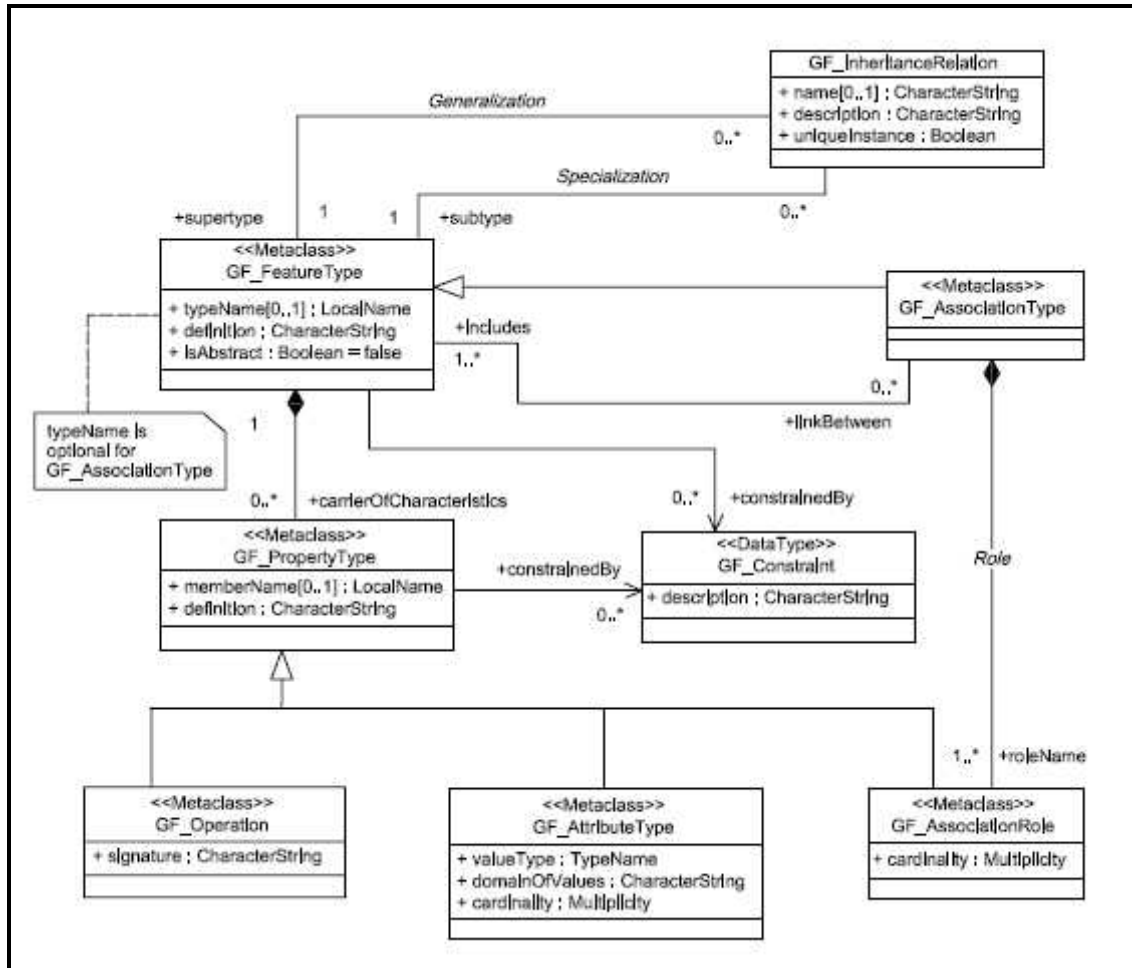 GF_InheritanceRelation
+ name[0..1] : CharacterString
+ description : CharacterString
+ uniqueInstance : Boolean
Generalization
0..*
Specialization
0..*
+supertype
1
1
+subtype
<<Metaclass>>
GF_FeatureType
+ typeName[0..1] : LocalName
+ definition : CharacterString
+ isAbstract : Boolean = false
<<Metaclass>>
GF_AssociationType
+includes
1..*
0..*
+linkBetween
typeName is
optional for
GF_AssociationType
1
0..*
+carrierOfCharacteristics
0..*
+constrainedBy
<<Metaclass>>
GF_PropertyType
+ memberName[0..1] : LocalName
+ definition : CharacterString
+constrainedBy
0..*
<<DataType>>
GF_Constraint
+ description : CharacterString
Role
1..*
+roleName
<<Metaclass>>
GF_Operation
+ signature : CharacterString
<<Metaclass>>
GF_AttributeType
+ valueType : TypeName
+ domainOfValues : CharacterString
+ cardinality : Multiplicity
<<Metaclass>>
GF_AssociationRole
+ cardinality : Multiplicity